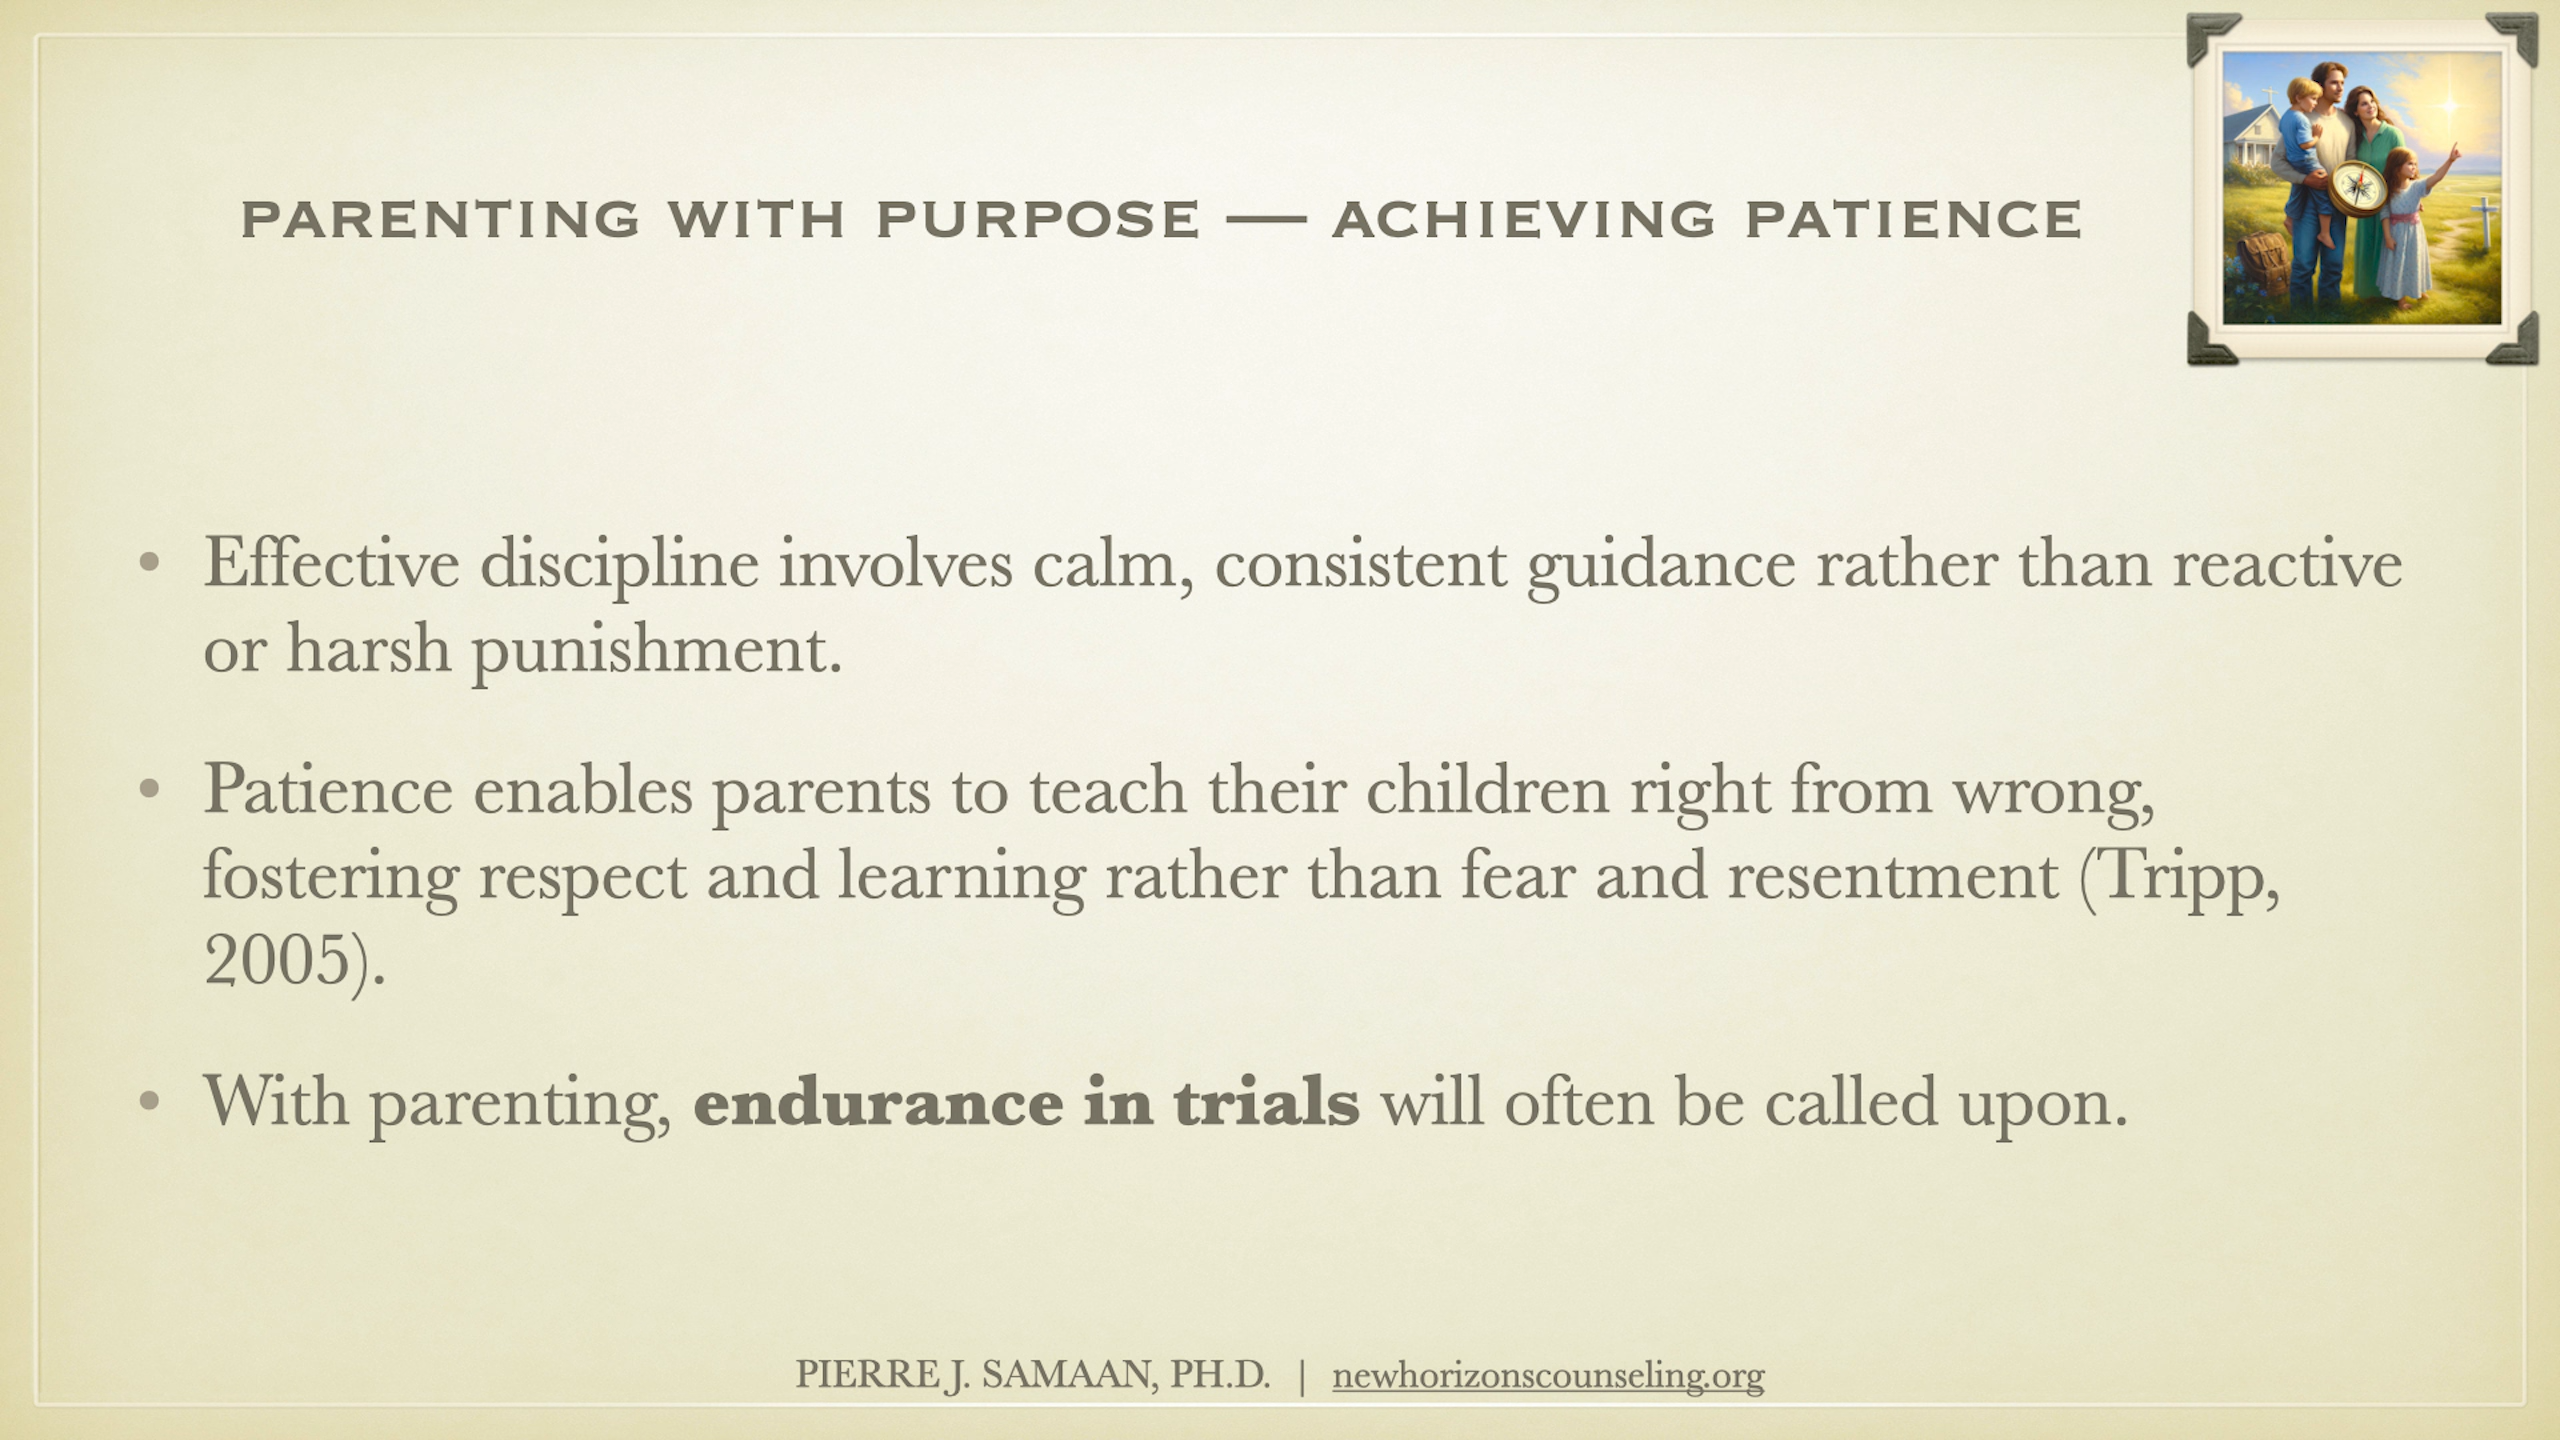 PARENTING WITH PURPOSE — ACHIEVING PATIENCE
• Effective discipline involves calm, consistent guidance rather than reactive
or harsh punishment.
• Patience enables parents to teach their children right from wrong,
fostering respect and learning rather than fear and resentment (Tripp,
2005).
• With parenting, endurance in trials will often be called upon.
PIERRE J. SAMAAN, PH.D. | newhorizonscounseling.org